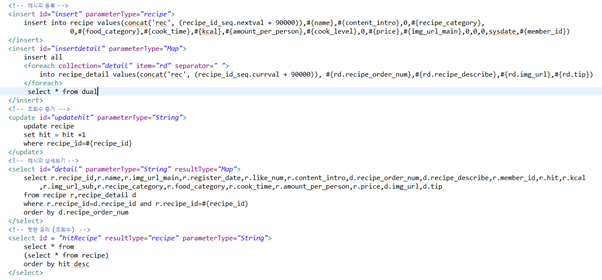 <!-- 레시피 등록 -->
<insert id="insert" parameterType="recipe">
insert into recipe values(concat('rec', (recipe_id_seq.nextval + 90000)),#{name},#{content_intro},0,#{recipe_category},
0,#{food_category},#{cook_time},#{kcal},#{amount_per_person},#{cook_level},0,#{price},#{img_url_main},0,0,0,sysdate,#{member_id})
</insert>
<insert id="insertdetail" parameterType="Map">
insert all
<foreach collection="detail" item="rd" separator=" ">
into recipe_detail values(concat('rec', (recipe_id_seq.currval + 90000)), #{rd.recipe_order_num},#{rd.recipe_describe},#{rd.img_url},#{rd.tip})
</foreach>
select * from dual
</insert>
<!-- 조회수 증가 -->
<update id="updatehit" parameterType="String">
update recipe
set hit = hit +1
where recipe_id=#{recipe_id}
</update>
<!-- 레시피 상세보기 -->
<select id="detail" parameterType="String" resultType="Map">
select r.recipe_id,r.name,r.img_url_main,r.register_date,r.like_num,r.content_intro,d.recipe_order_num,d.recipe_describe,r.member_id,r.hit,r.kcal
,r.img_url_sub,r.recipe_category,r.food_category,r.cook_time,r.amount_per_person,r.price,d.img_url,d.tip
from recipe r,recipe_detail d
where r.recipe_id=d.recipe_id and r.recipe_id=#{recipe_id}
order by d.recipe_order_num
</select>
<!-- 핫한 요리 (조회수) -->
<select id = "hitRecipe" resultType="recipe" parameterType="String">
select * from
(select * from recipe)
order by hit desc
</select>